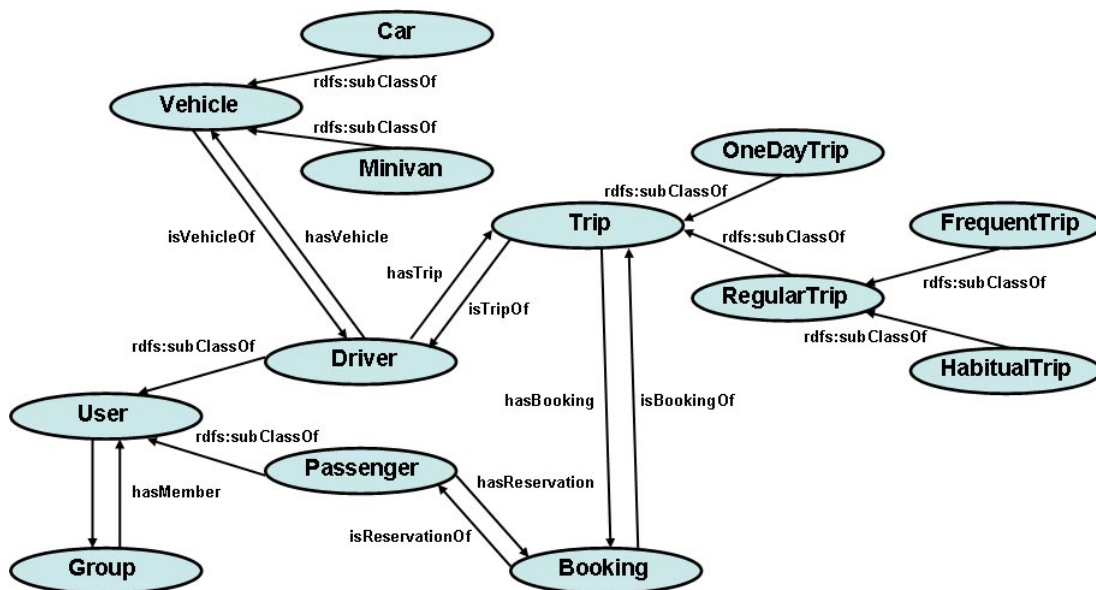 Car
rdfs:subClassOf
Vehicle
rdfs:subClassOf
Minivan
OneDayTrip
rdfs:subClassOf
Trip
FrequentTrip
rdfs:subClassOf
isVehicleOf
hasVehicle
hasTrip
rdfs:subClassOf
RegularTrip
isTripOf
rdfs:subClassOf
HabitualTrip
rdfs:subClassOf
Driver
hasBooking
isBookingOf
User
rdfs:subClassOf
Passenger
hasReservation
hasMember
isReservationOf
Group
Booking